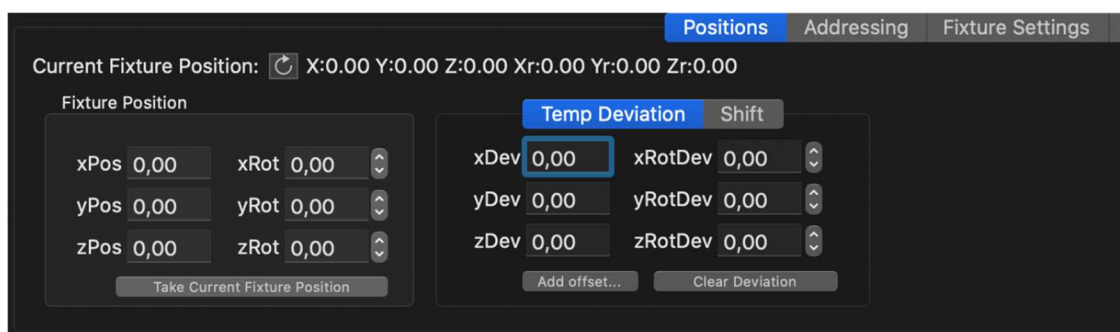 Positions Addressing Fixture Settings
Current Fixture Position: X:0.00 Y:0.00 Z:0.00 Xr:0.00 Yr:0.00 Zr:0.00
Fixture Position
Temp Deviation Shift
xPos 0,00 xRot 0,00
yPos 0,00 yRot 0,00
zPos 0,00 zRot 0,00
Take Current Fixture Position
xDev 0,00 xRotDev 0,00
yDev 0,00 yRotDev 0,00
zDev 0,00 zRotDev 0,00
Add offset... Clear Deviation